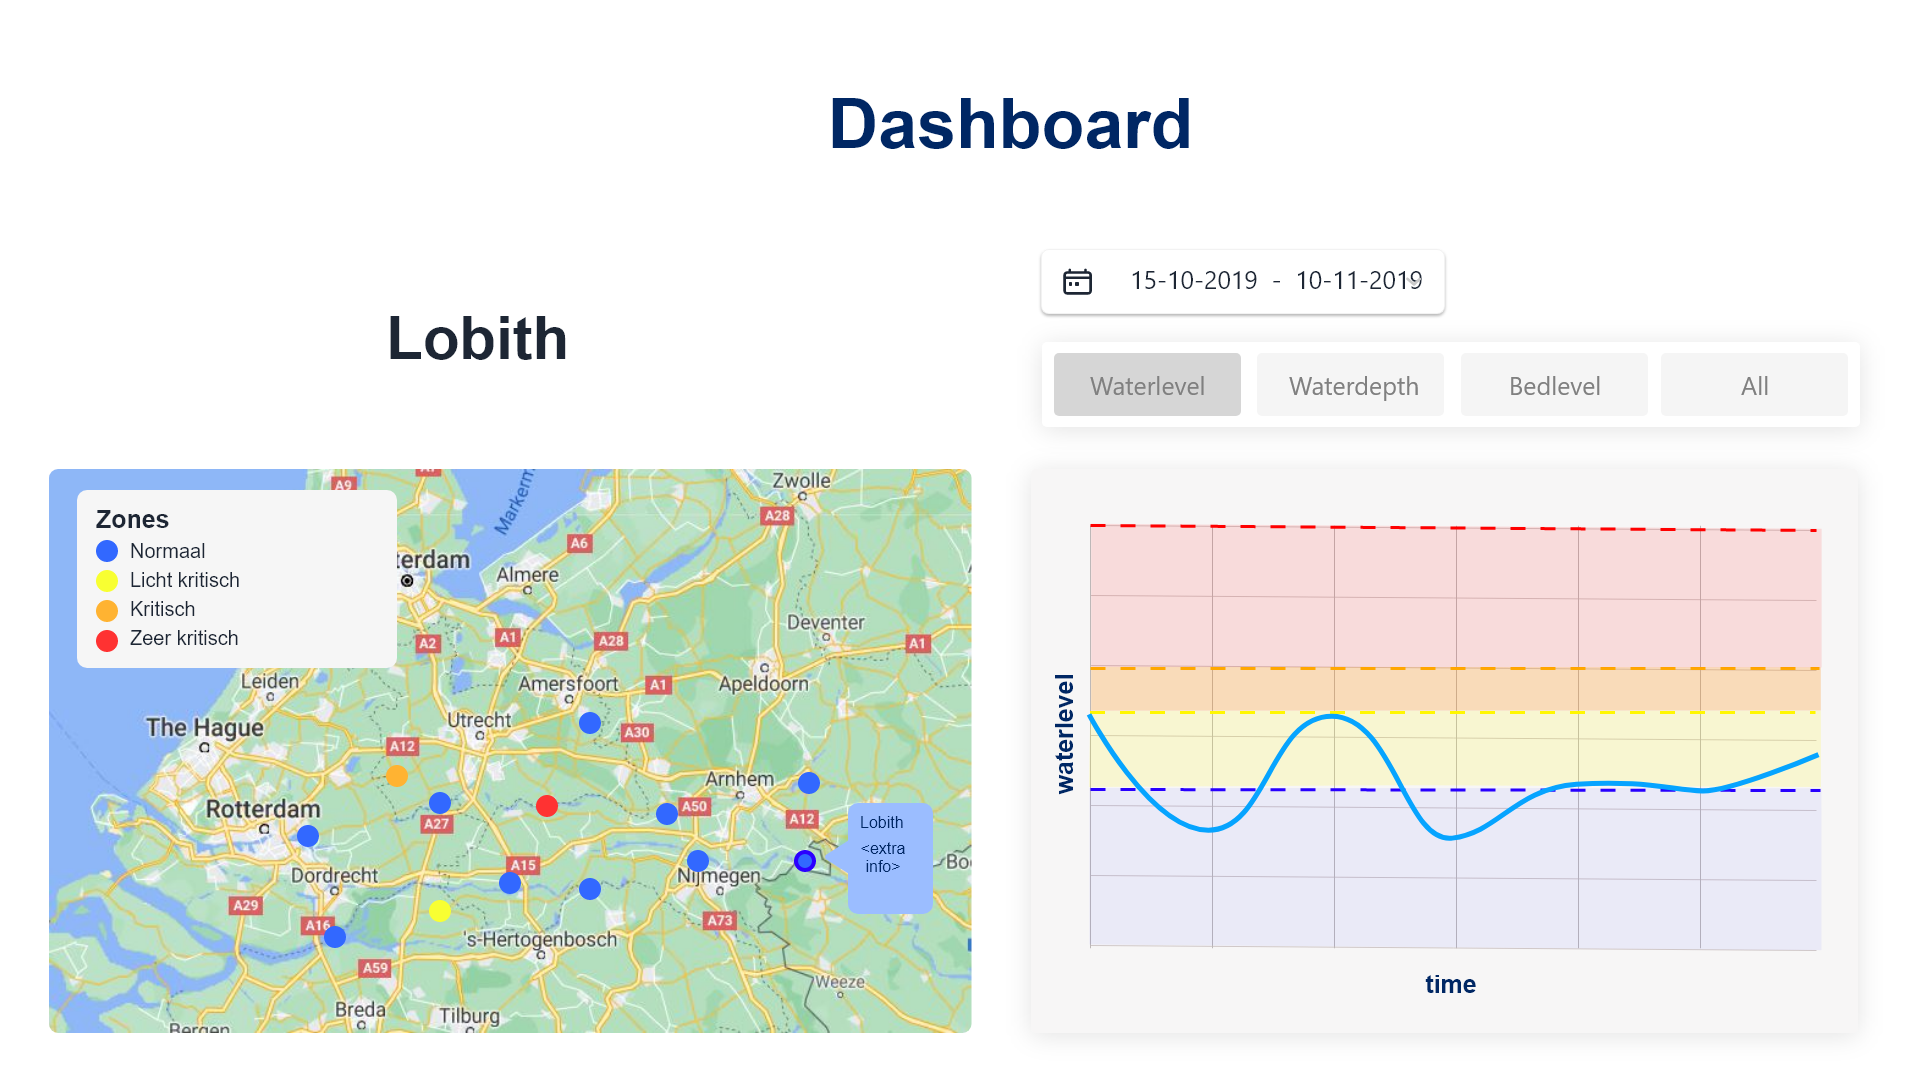 Dashboard
15-10-2019 - 10-11-2019
Lobith
Waterlevel
Waterdepth
Bedlevel
All
Zones
Normaal
Licht kritisch
Kritisch
Zeer kritisch
A9
Markerm
Zwolle
A28
A6
terdam
Almere
Deventer
A2
A1
A28
A1
Leiden
Amersfoort
A1
Apeldoorn
The Hague
Utrecht
A30
A12
Arnhem
Rotterdam
A27
A50
A12
Lobith
<extra
info>
A15
Dordrecht
Nijmegen
Bo
A29
A16
A73
's-Hertogenbosch
A59
Weeze
Breda
Tilburg
Bergen
waterlevel
time